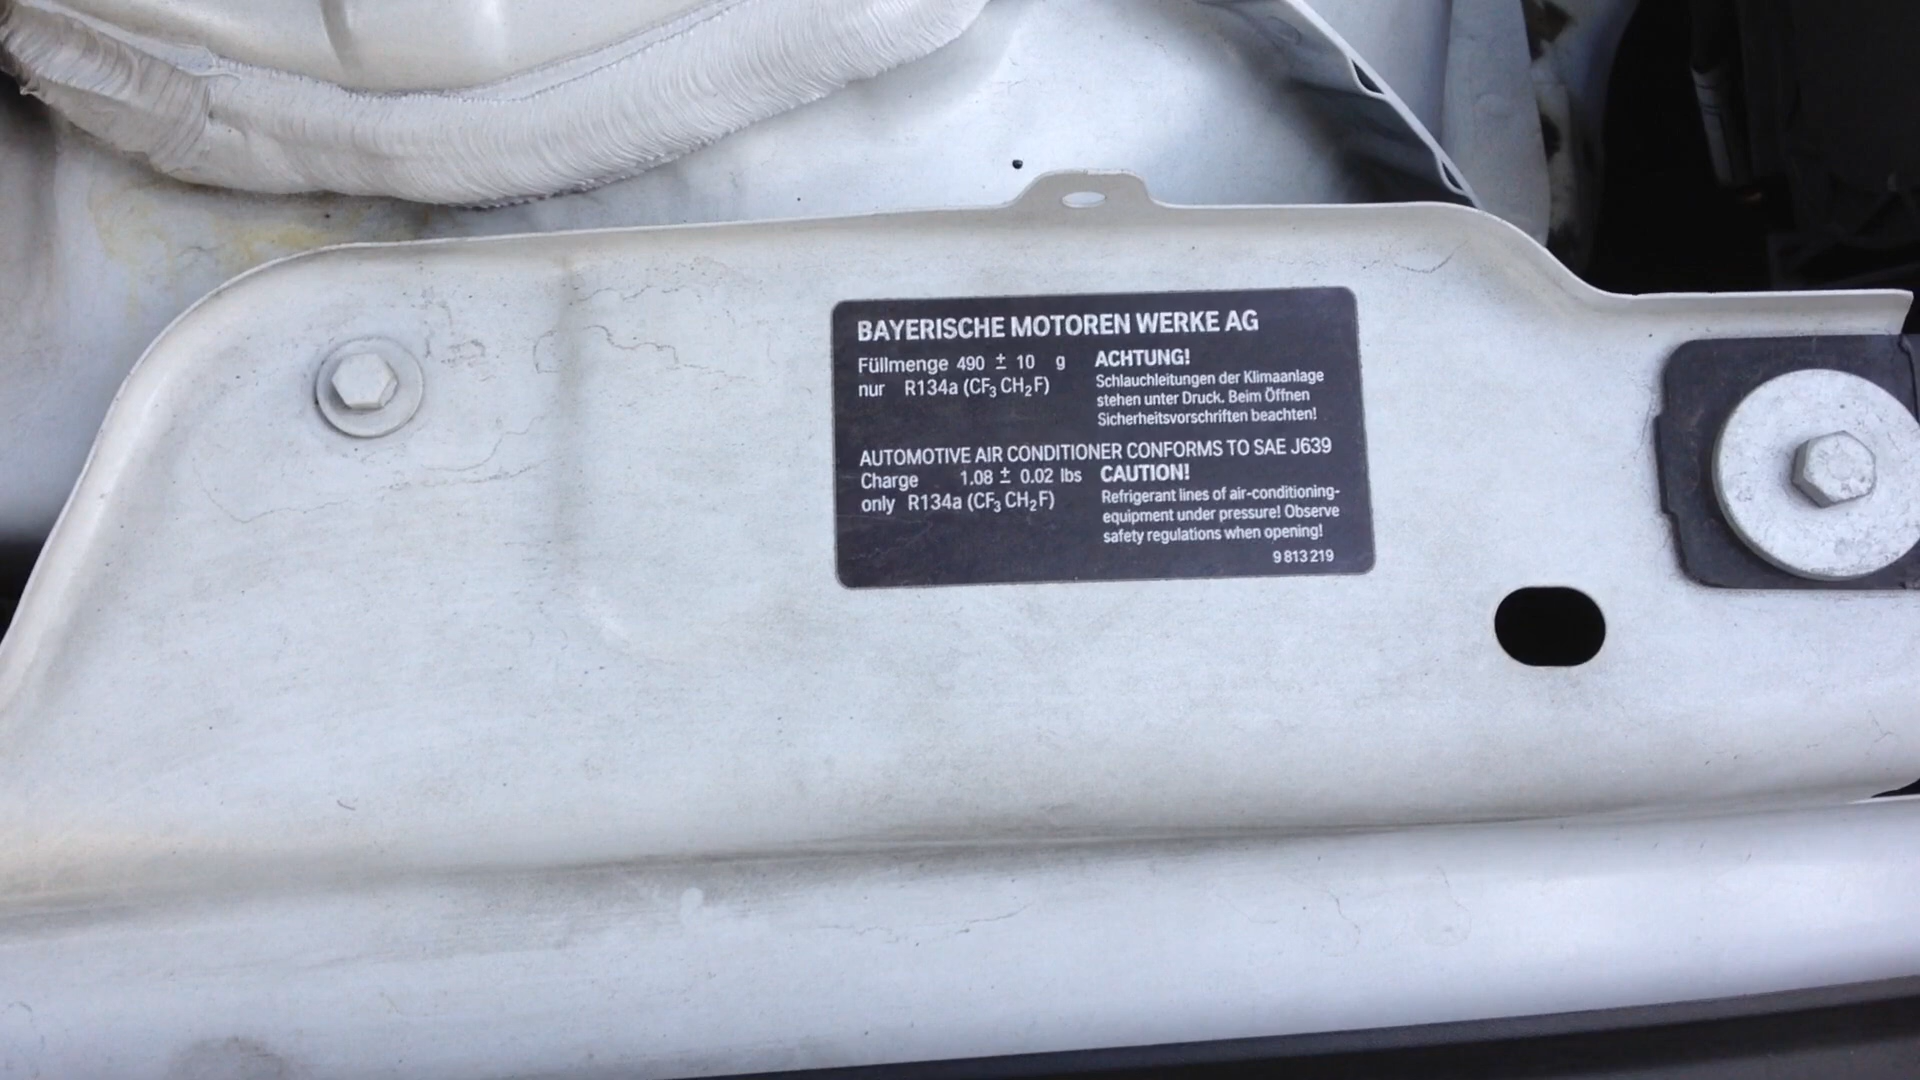 BAYERISCHE MOTOREN WERKE AG
Füllmenge 490 ± 10 g
nur R134a (CF₃ CH₂F)
ACHTUNG!
Schlauchleitungen der Klimaanlage
stehen unter Druck. Beim Öffnen
Sicherheitsvorschriften beachten!
AUTOMOTIVE AIR CONDITIONER CONFORMS TO SAE J639
Charge 1.08 ± 0.02 lbs
only R134a (CF₃ CH₂F)
CAUTION!
Refrigerant lines of air-conditioning-
equipment under pressure! Observe
safety regulations when opening!
9 813 219